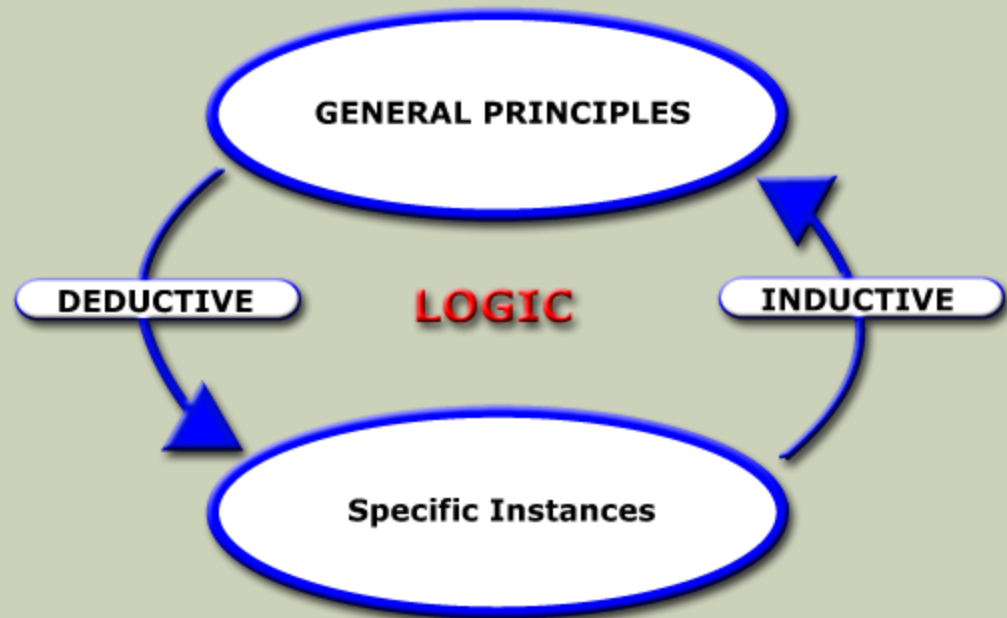 GENERAL PRINCIPLES
DEDUCTIVE
LOGIC
INDUCTIVE
Specific Instances